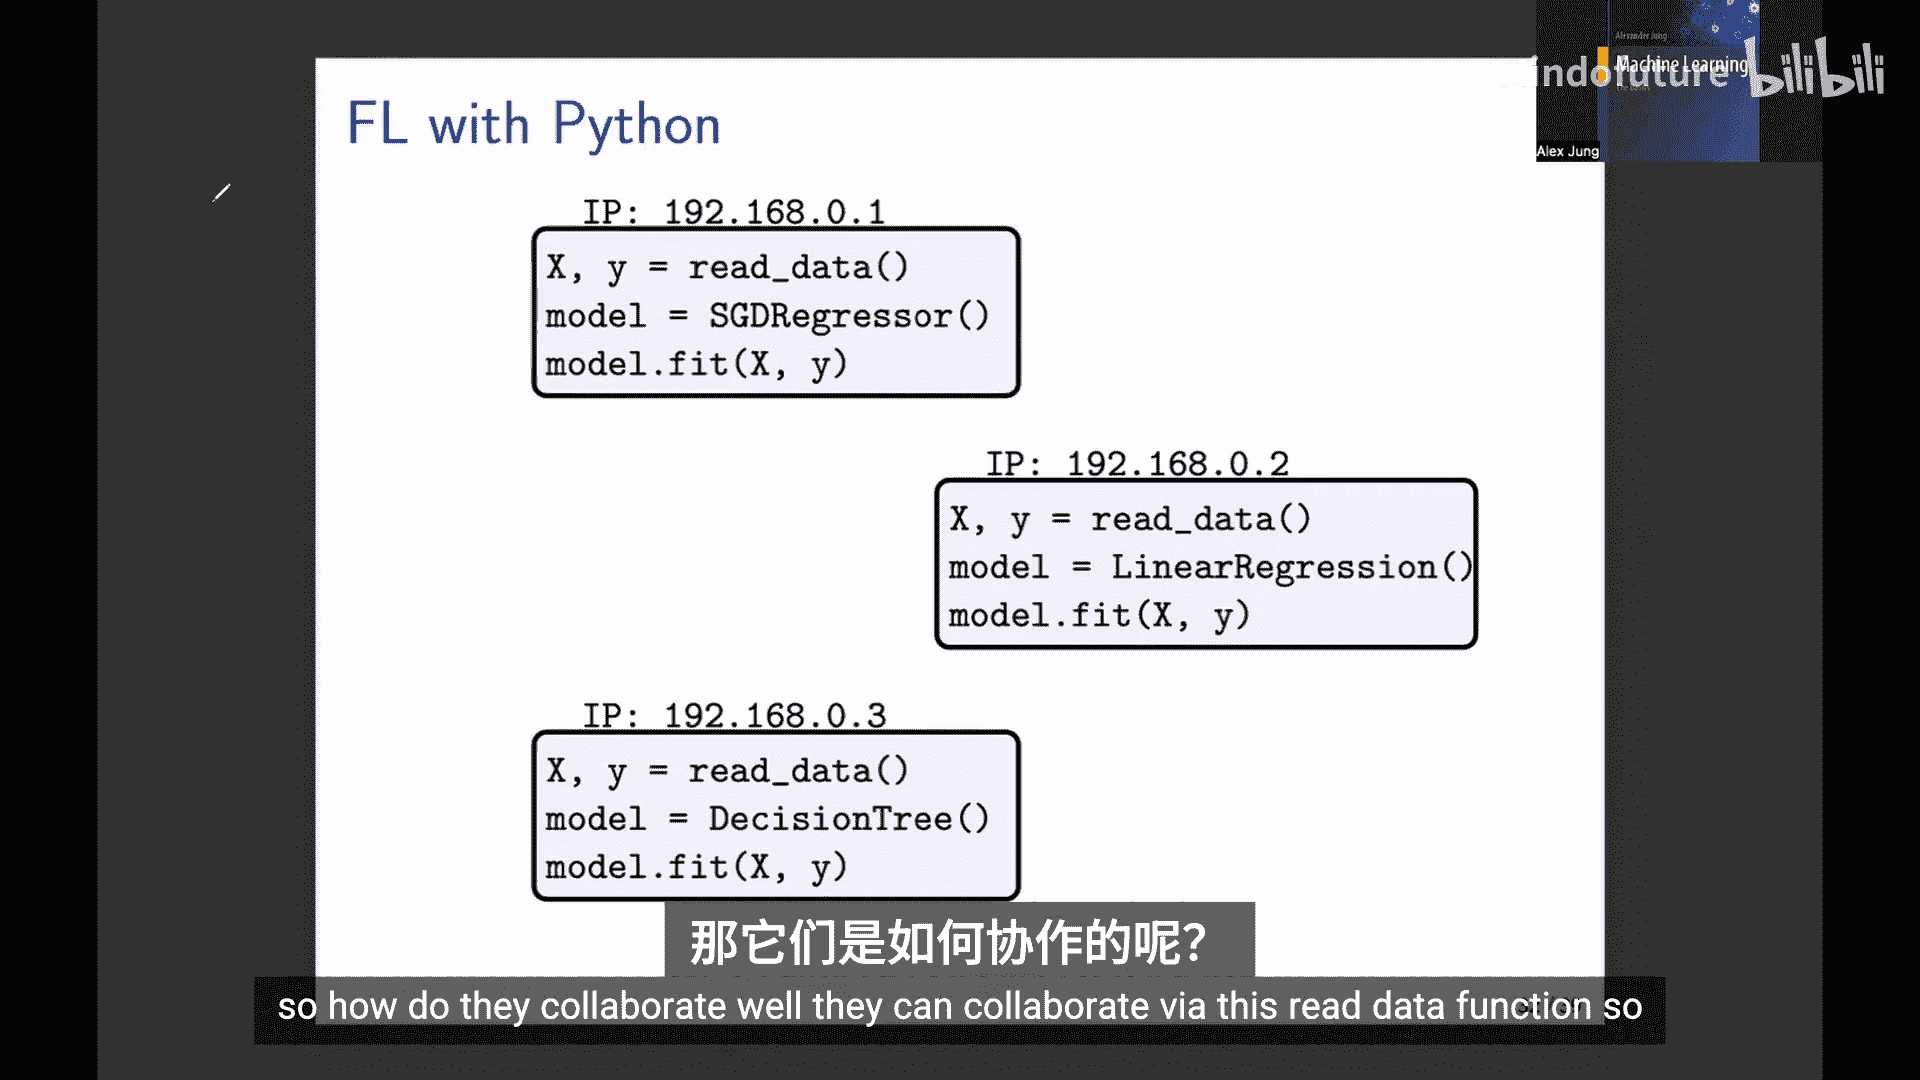 FL with Python
IP: 192.168.0.1
X, y = read_data()
model = SGDRegressor()
model.fit(X, y)
IP: 192.168.0.2
X, y = read_data()
model = LinearRegression()
model.fit(X, y)
IP: 192.168.0.3
X, y = read_data()
model = DecisionTree()
model.fit(X, y)
Alexander Jung
Machine Learning
indofuture bilibili
Alex Jung
那它们是如何协作的呢？
so how do they collaborate well they can collaborate via this read data function so